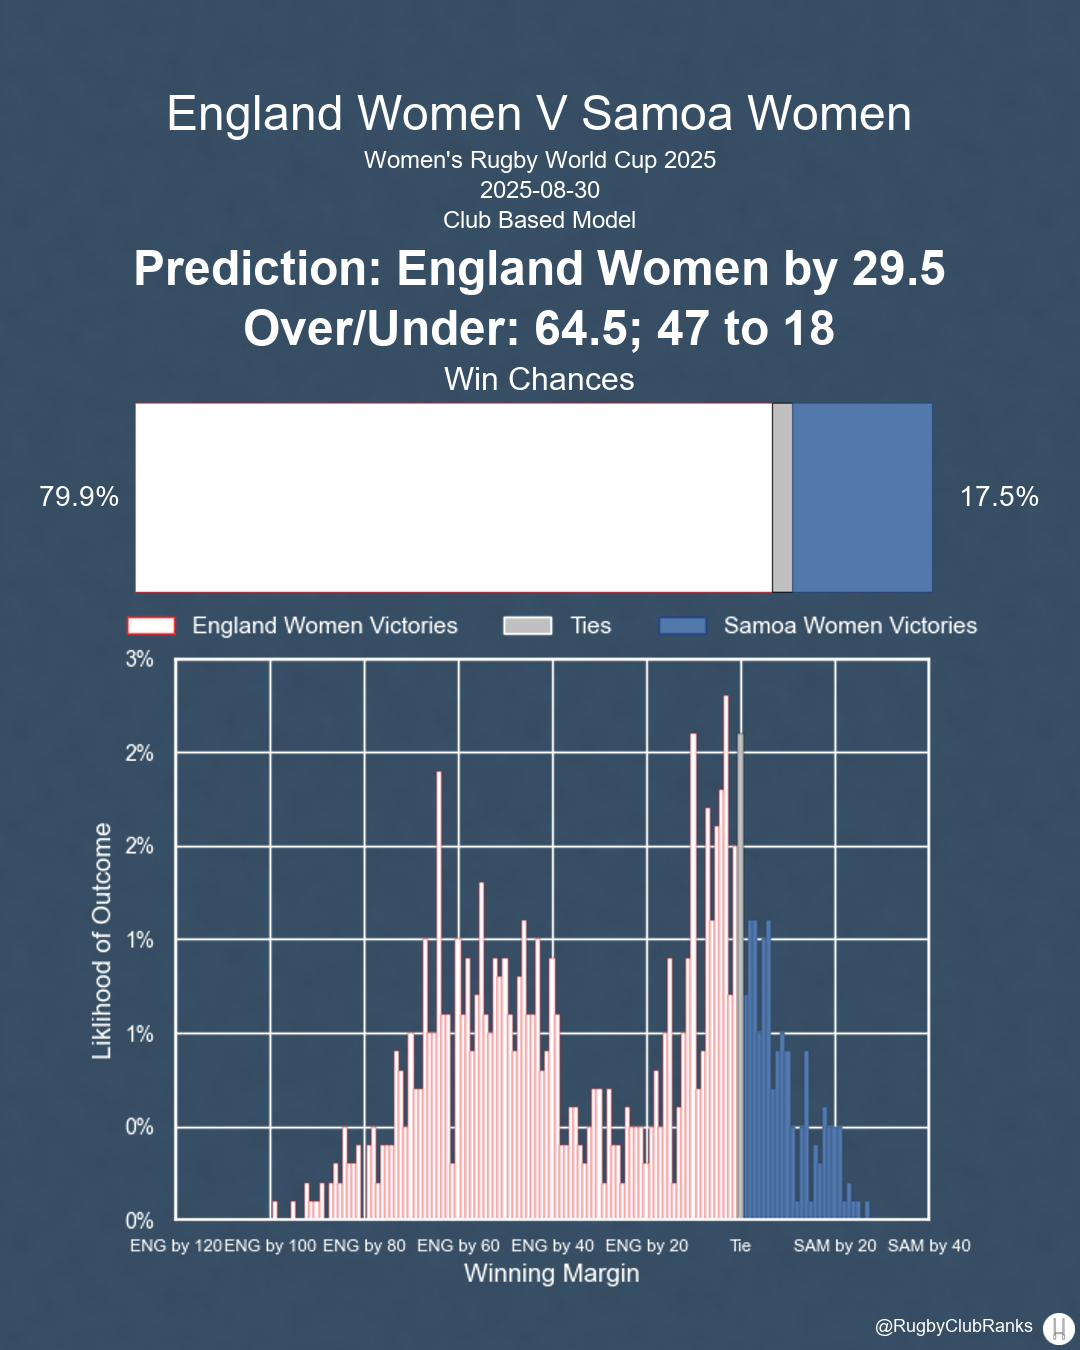 England Women V Samoa Women
Women's Rugby World Cup 2025
2025-08-30
Club Based Model
Prediction: England Women by 29.5
Over/Under: 64.5; 47 to 18
Win Chances
79.9%
17.5%
England Women Victories
Ties
Samoa Women Victories
3%
2%
2%
1%
1%
0%
0%
Liklihood of Outcome
ENG by 120 ENG by 100 ENG by 80 ENG by 60 ENG by 40 ENG by 20 Tie SAM by 20 SAM by 40
Winning Margin
@RugbyClubRanks